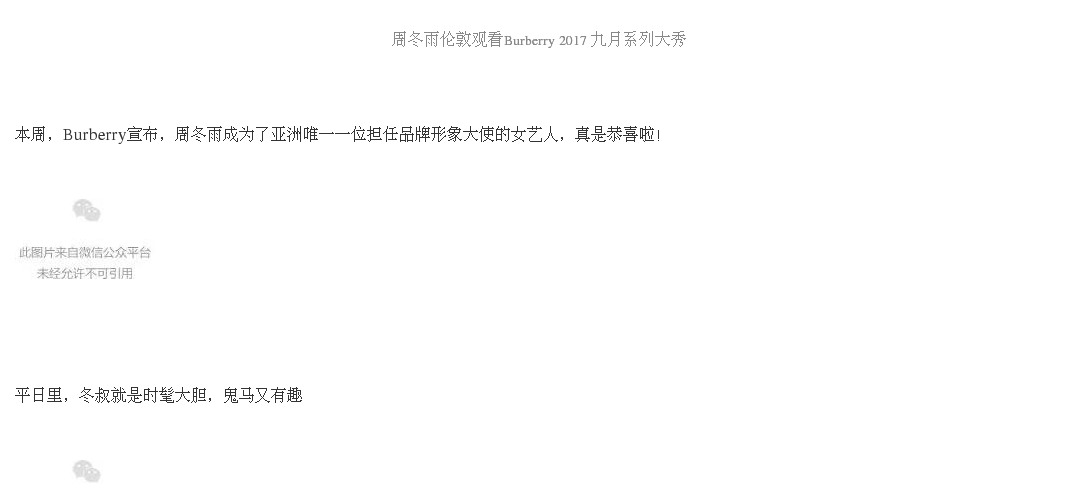 周冬雨伦敦观看Burberry 2017 九月系列大秀
本周，Burberry宣布，周冬雨成为了亚洲唯一一位担任品牌形象大使的女艺人，真是恭喜啦！
此图片来自微信公众平台
未经允许不可引用
平日里，冬叔就是时髦大胆，鬼马又有趣